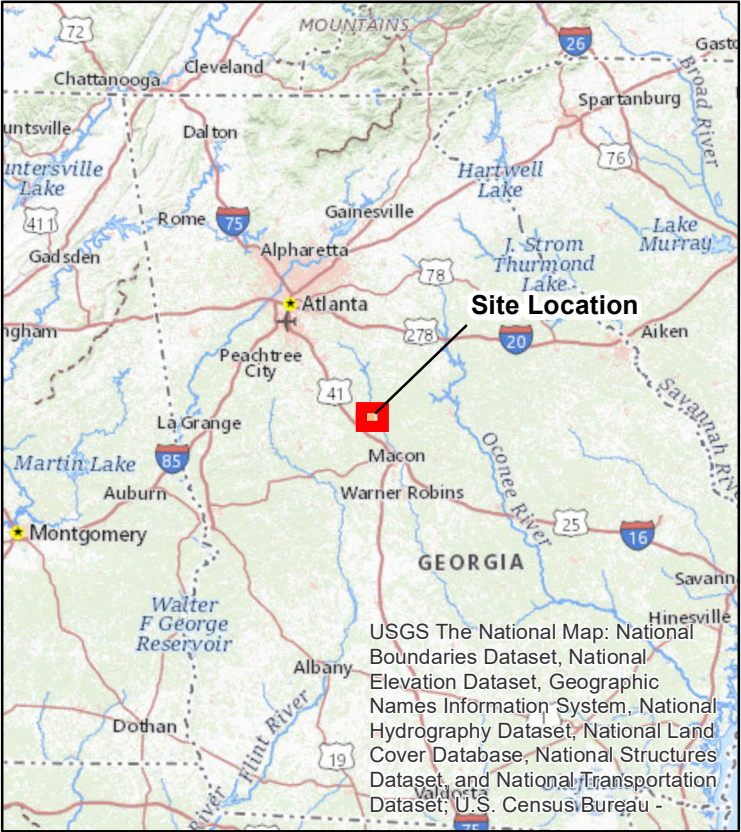 72
MOUNTAINS
26
Gasto
Cleveland
Chattanooga
Broad River
Spartanburg
untsville
Dalton
76
untersville
Lake
Hartwell
Lake
411
Rome
75
Gainesville
Lake
Murray
Gadsden
Alpharetta
J. Strom
Thurmond
Lake
78
Atlanta
Site Location
ngham
278
20
Aiken
Peachtree
City
41
Savannah Riv
La Grange
85
Martin Lake
Macon
Oconee River
Auburn
Warner Robins
25
16
Montgomery
GEORGIA
Savann
Walter
F George
Reservoir
Hinesville
USGS The National Map: National
Boundaries Dataset, National
Elevation Dataset, Geographic
Names Information System, National
Hydrography Dataset, National Land
Cover Database, National Structures
Dataset, and National Transportation
Dataset; U.S. Census Bureau -
Albany
Flint River
Dothan
19
1
Valdosta
River
75